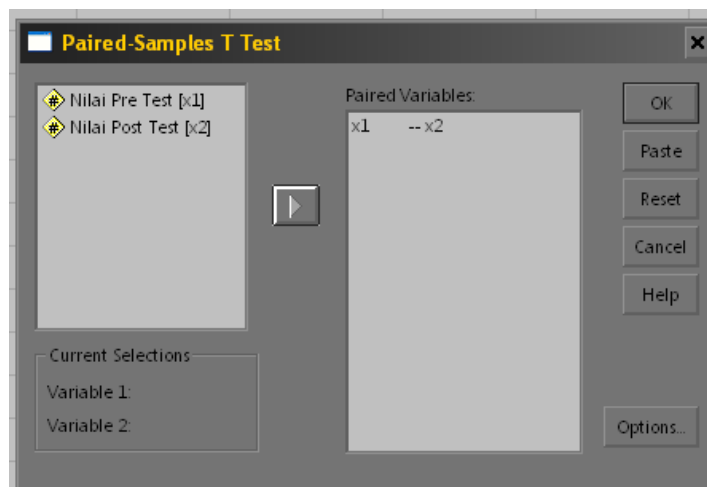 Paired-Samples T Test
Nilai Pre Test [x1]
Nilai Post Test [x2]
Current Selections
Variable 1:
Variable 2:
Paired Variables:
x1 -- x2
OK
Paste
Reset
Cancel
Help
Options...